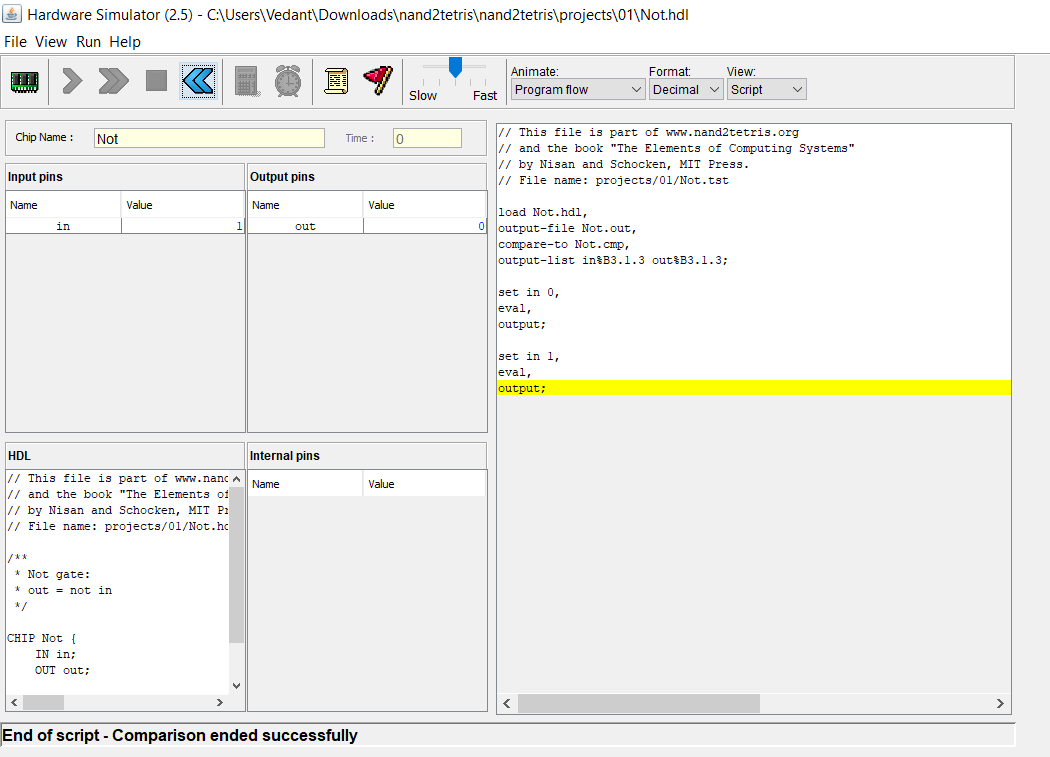 Hardware Simulator (2.5) - C:\Users\Vedant\Downloads\nand2tetris\nand2tetris\projects\01\Not.hdl
File View Run Help
Slow Fast
Animate: Format: View:
Program flow Decimal Script
Chip Name : Not Time : 0
Input pins
Name Value
in 1
Output pins
Name Value
out 0
HDL
// This file is part of www.nand
// and the book "The Elements of
// by Nisan and Schocken, MIT Pr
// File name: projects/01/Not.hd
/**
* Not gate:
* out = not in
*/
CHIP Not {
IN in;
OUT out;
Internal pins
Name Value
// This file is part of www.nand2tetris.org
// and the book "The Elements of Computing Systems"
// by Nisan and Schocken, MIT Press.
// File name: projects/01/Not.tst
load Not.hdl,
output-file Not.out,
compare-to Not.cmp,
output-list in%B3.1.3 out%B3.1.3;
set in 0,
eval,
output;
set in 1,
eval,
output;
End of script - Comparison ended successfully